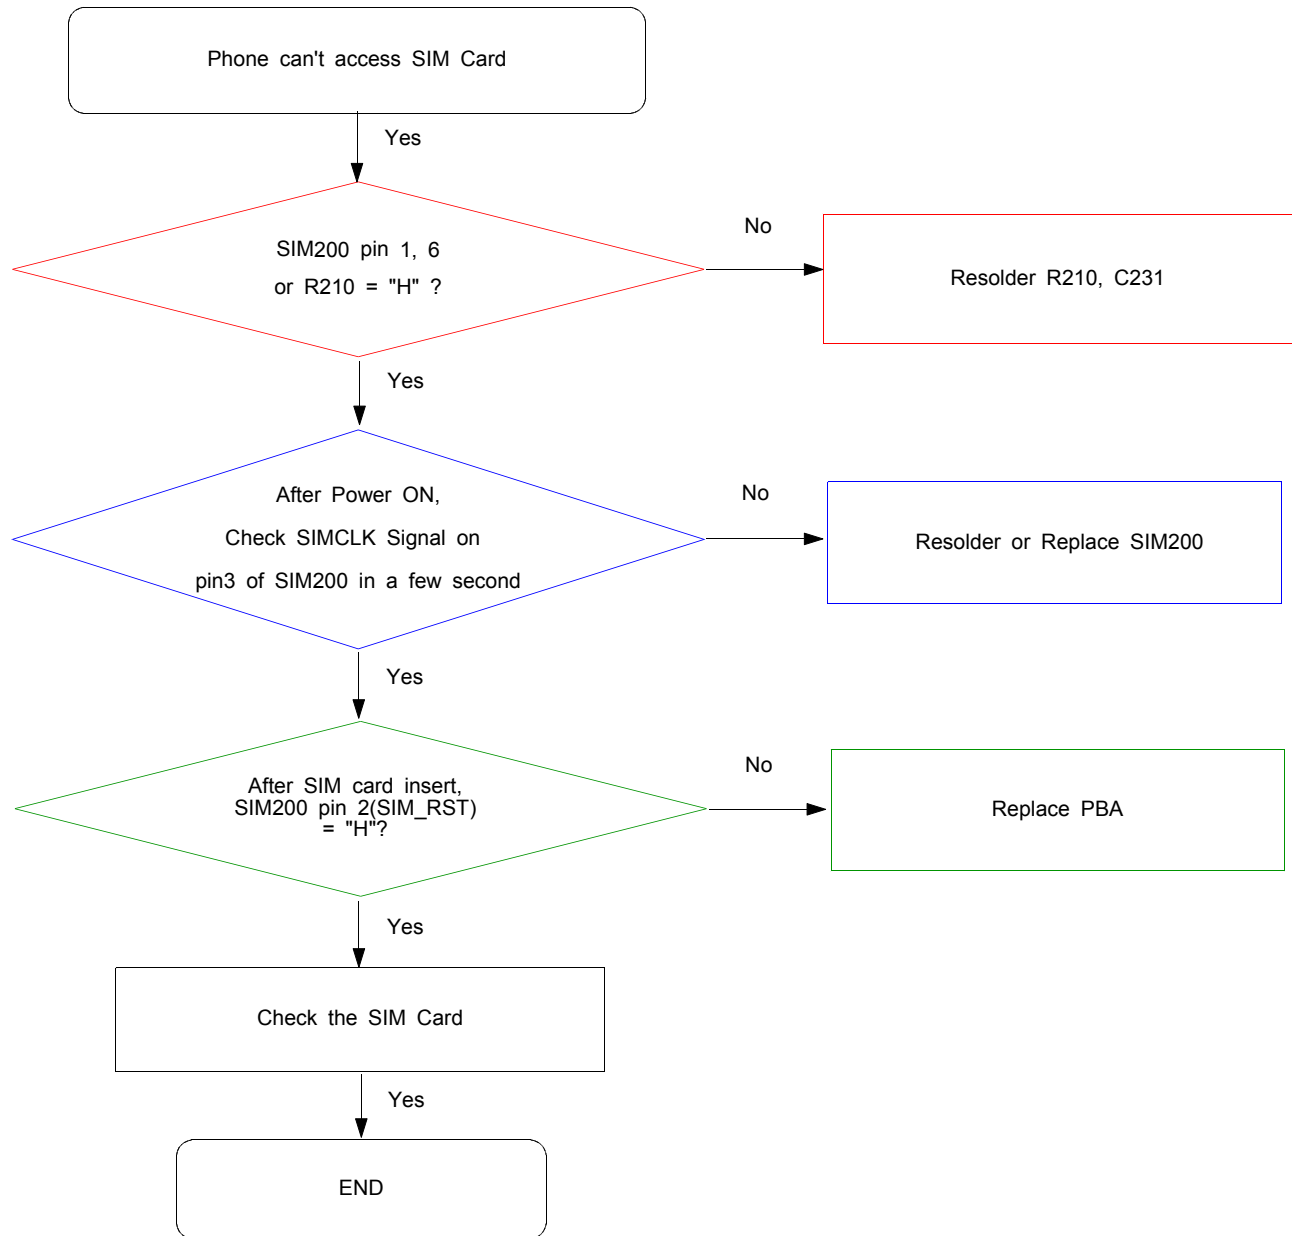 Phone can't access SIM Card
Yes
SIM200 pin 1, 6
or R210 = "H" ?
No
Resolder R210, C231
Yes
After Power ON,
Check SIMCLK Signal on
pin3 of SIM200 in a few second
No
Resolder or Replace SIM200
Yes
After SIM card insert,
SIM200 pin 2(SIM_RST)
= "H"?
No
Replace PBA
Yes
Check the SIM Card
Yes
END